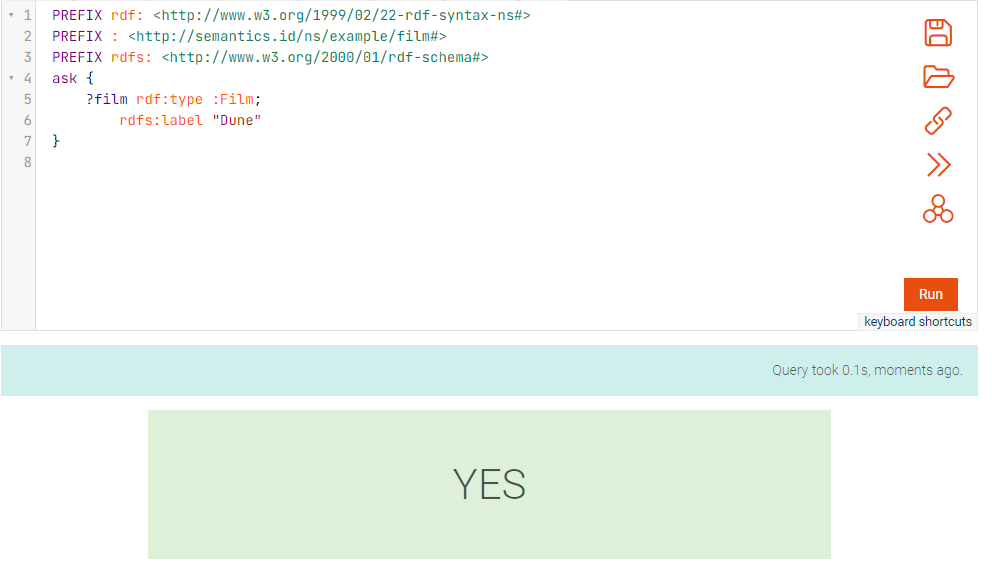 1 PREFIX rdf: <http://www.w3.org/1999/02/22-rdf-syntax-ns#>
2 PREFIX : <http://semantics.id/ns/example/film#>
3 PREFIX rdfs: <http://www.w3.org/2000/01/rdf-schema#>
4 ask {
5     ?film rdf:type :Film;
6         rdfs:label "Dune"
7 }
8
Run
keyboard shortcuts
Query took 0.1s, moments ago.
YES